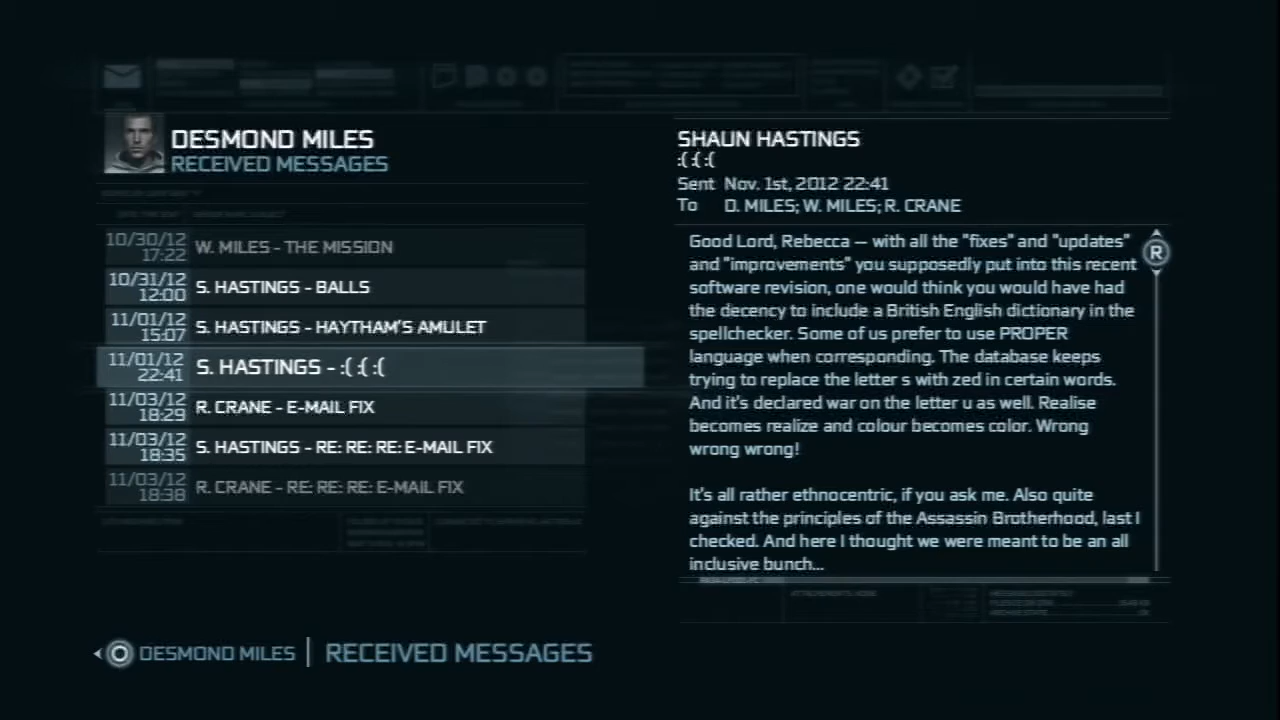 DESMOND MILES
RECEIVED MESSAGES
10/30/12
17:22
W. MILES - THE MISSION
10/31/12
12:00
S. HASTINGS - BALLS
11/01/12
15:07
S. HASTINGS - HAYTHAM'S AMULET
11/01/12
22:41
S. HASTINGS - :( :( :(
11/03/12
18:29
R. CRANE - E-MAIL FIX
11/03/12
18:35
S. HASTINGS - RE: RE: RE: E-MAIL FIX
11/03/12
18:38
R. CRANE - RE: RE: RE: E-MAIL FIX
SHAUN HASTINGS
:( :( :(
Sent Nov. 1st, 2012 22:41
To D. MILES; W. MILES; R. CRANE
Good Lord, Rebecca — with all the "fixes" and "updates"
and "improvements" you supposedly put into this recent
software revision, one would think you would have had
the decency to include a British English dictionary in the
spellchecker. Some of us prefer to use PROPER
language when corresponding. The database keeps
trying to replace the letter s with zed in certain words.
And it's declared war on the letter u as well. Realise
becomes realize and colour becomes color. Wrong
wrong wrong!
It's all rather ethnocentric, if you ask me. Also quite
against the principles of the Assassin Brotherhood, last I
checked. And here I thought we were meant to be an all
inclusive bunch...
R
DESMOND MILES | RECEIVED MESSAGES